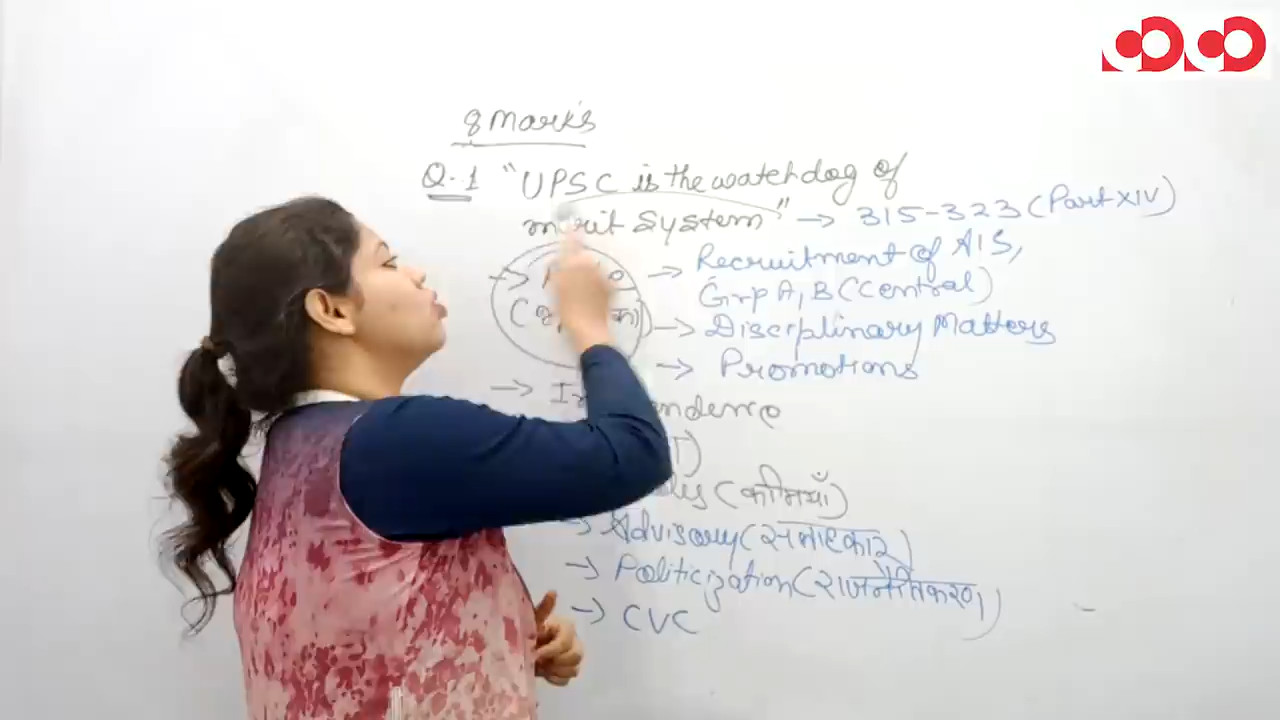 8 Marks
Q.1 "UPSC is the watchdog of
merit System" → 315-323 (Part XIV)
→ Recruitment of AIS,
Grp A, B (Central)
→ Disciplinary Matters
→ Promotions
→
(कमियाँ)
→ Advisory (सलाहकार)
→ Politicization (राजनीतिकरण)
→ CVC